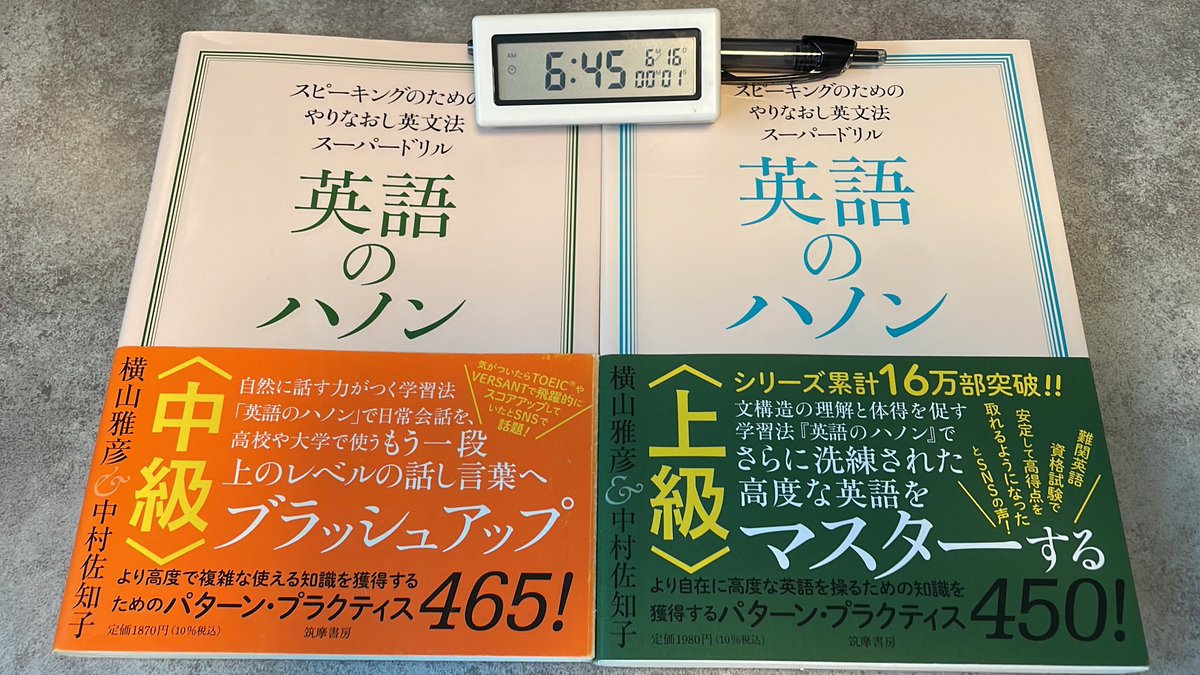 AM 6:45 6M 16D
00M01S
スピーキングのための
やりなおし英文法
スーパードリル
英語
の
ハノン
横山雅彦&中村佐知子
〈中級〉
自然に話す力がつく学習法
「英語のハノン」で日常会話を、
高校や大学で使うもう一段
上のレベルの話し言葉へ
ブラッシュアップ
気がついたらTOEIC®や
VERSANTで飛躍的に
スコアアップして
いたとSNSで
話題!
より高度で複雑な使える知識を獲得する
ためのパターン・プラクティス465!
定価1870円(10%税込)
筑摩書房
スピーキングのための
やりなおし英文法
スーパードリル
英語
の
ハノン
横山雅彦&中村佐知子
〈上級〉
シリーズ累計16万部突破!!
文構造の理解と体得を促す
学習法『英語のハノン』で
さらに洗練された
高度な英語を
マスターする
難関英語
資格試験で
安定して高得点を
取れるようになった
とSNSの声!
より自在に高度な英語を操るための知識を
獲得するパターン・プラクティス450!
定価1980円(10%税込)
筑摩書房